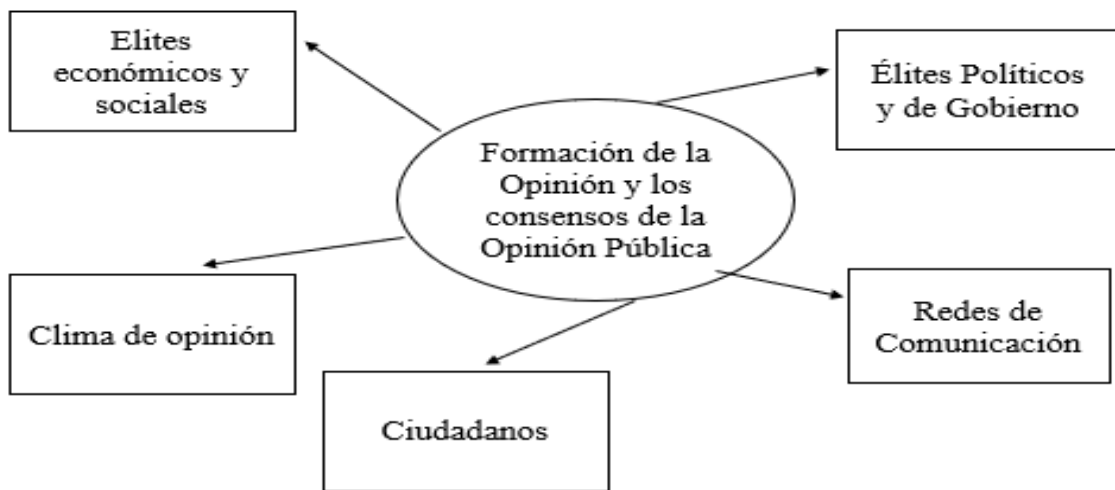 Elites
económicos y
sociales
Élites Políticos
y de Gobierno
Formación de la
Opinión y los
consensos de la
Opinión Pública
Clima de opinión
Redes de
Comunicación
Ciudadanos